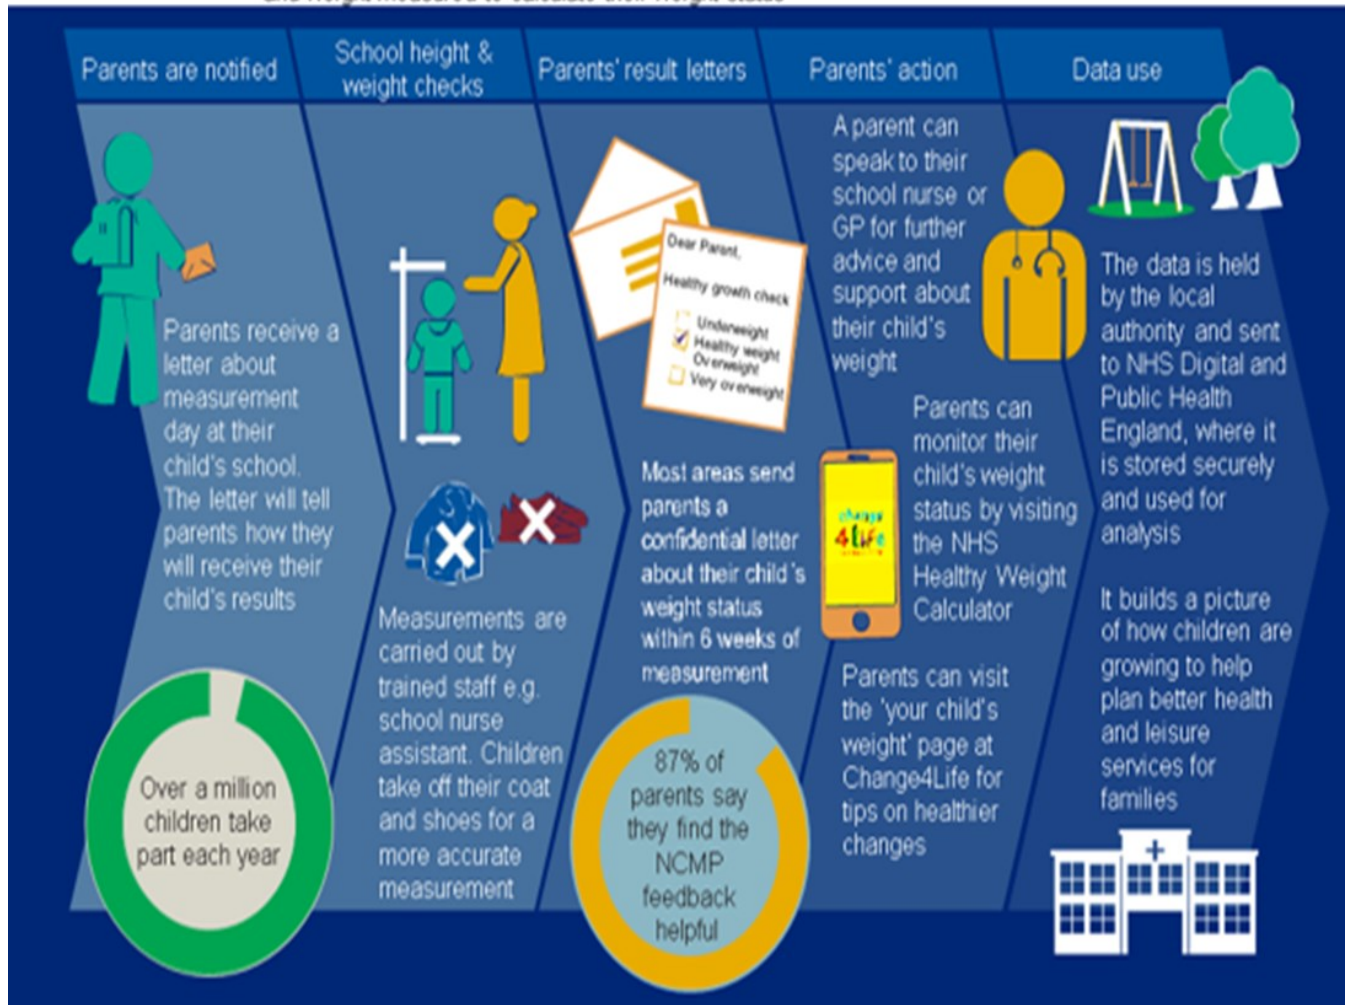 Parents are notified
School height &
weight checks
Parents' result letters
Parents' action
Data use
Parents receive a
letter about
measurement
day at their
child's school.
The letter will tell
parents how they
will receive their
child's results
Over a million
children take
part each year
Measurements are
carried out by
trained staff e.g.
school nurse
assistant. Children
take off their coat
and shoes for a
more accurate
measurement
Dear Parent,
Healthy growth check
Underweight
Healthy weight
Overweight
Very overweight
Most areas send
parents a
confidential letter
about their child's
weight status
within 6 weeks of
measurement
87% of
parents say
they find the
NCMP
feedback
helpful
A parent can
speak to their
school nurse or
GP for further
advice and
support about
their child's
weight
change
4Life
Parents can
monitor their
child's weight
status by visiting
the NHS
Healthy Weight
Calculator
Parents can visit
the 'your child's
weight' page at
Change4Life for
tips on healthier
changes
The data is held
by the local
authority and sent
to NHS Digital and
Public Health
England, where it
is stored securely
and used for
analysis
It builds a picture
of how children are
growing to help
plan better health
and leisure
services for
families